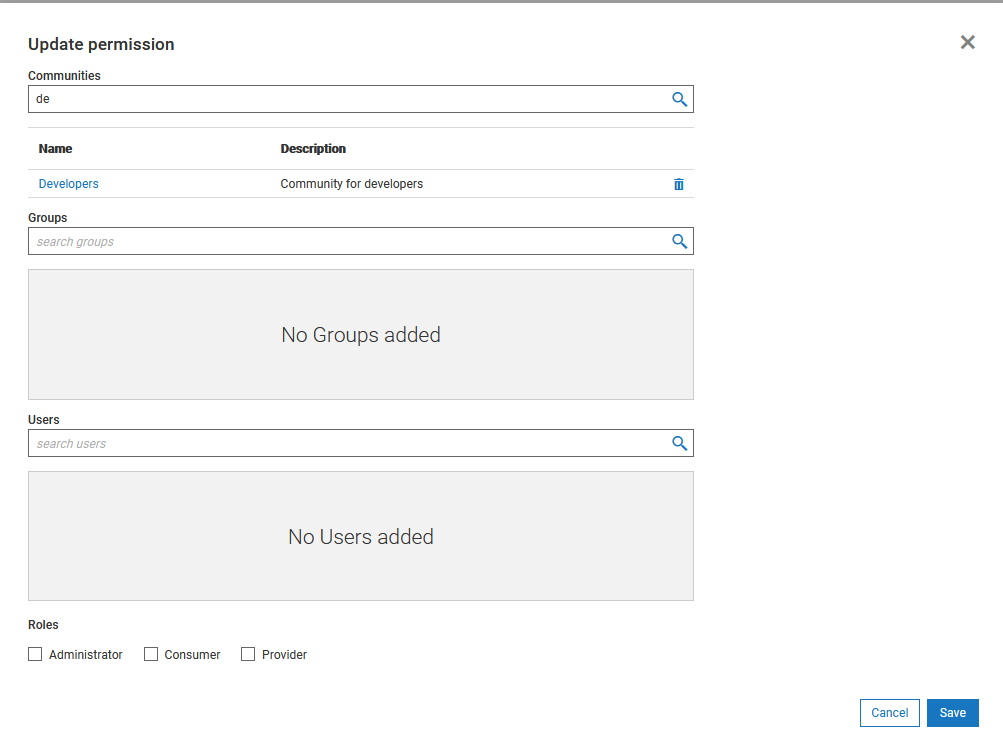 Update permission
Communities
de
Name Description
Developers Community for developers
Groups
search groups
No Groups added
Users
search users
No Users added
Roles
Administrator Consumer Provider
Cancel Save